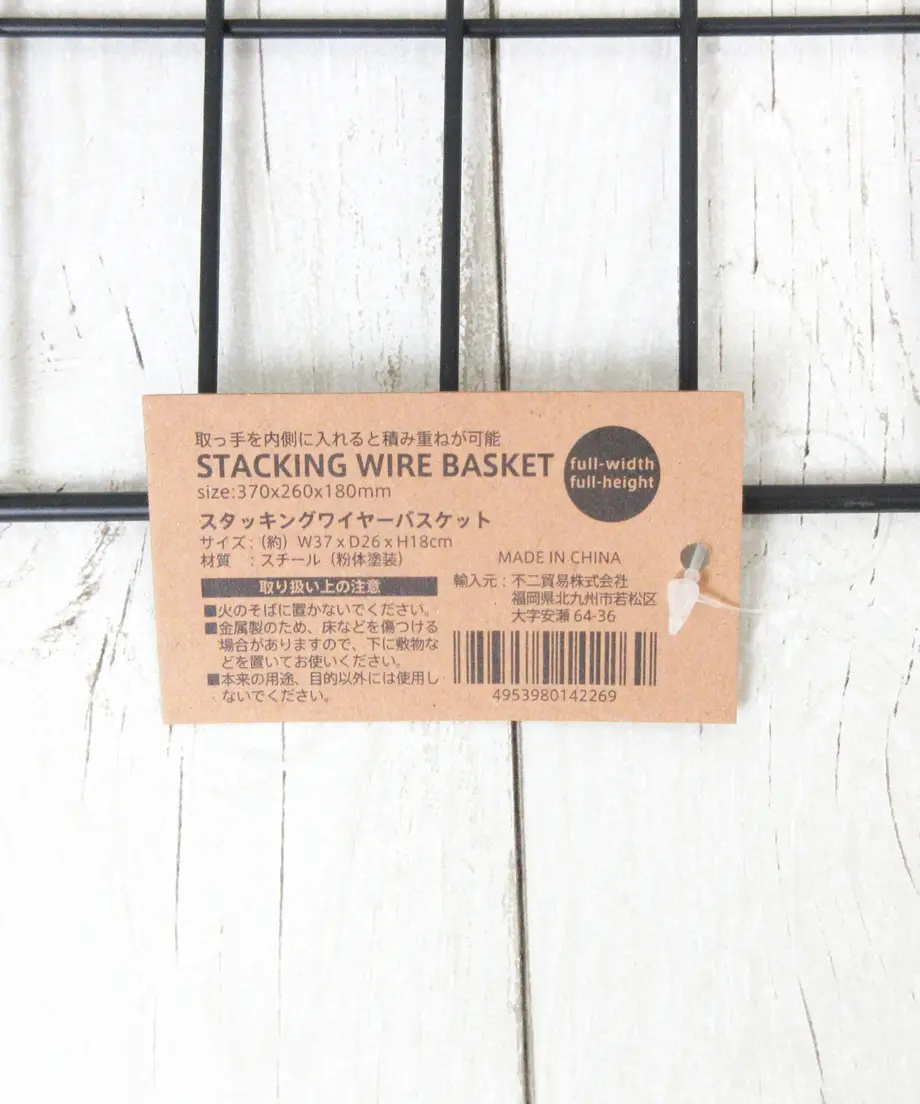 取っ手を内側に入れると積み重ねが可能
STACKING WIRE BASKET
size:370x260x180mm
full-width
full-height
スタッキングワイヤーバスケット
サイズ:(約) W37 x D26 x H18cm
材質 :スチール(粉体塗装)
取り扱い上の注意
■火のそばに置かないでください。
■金属製のため、床などを傷つける
場合がありますので、下に敷物な
どを置いてお使いください。
■本来の用途、目的以外には使用し
ないでください。
MADE IN CHINA
輸入元:不二貿易株式会社
福岡県北九州市若松区
大字安瀬 64-36
4953980142269